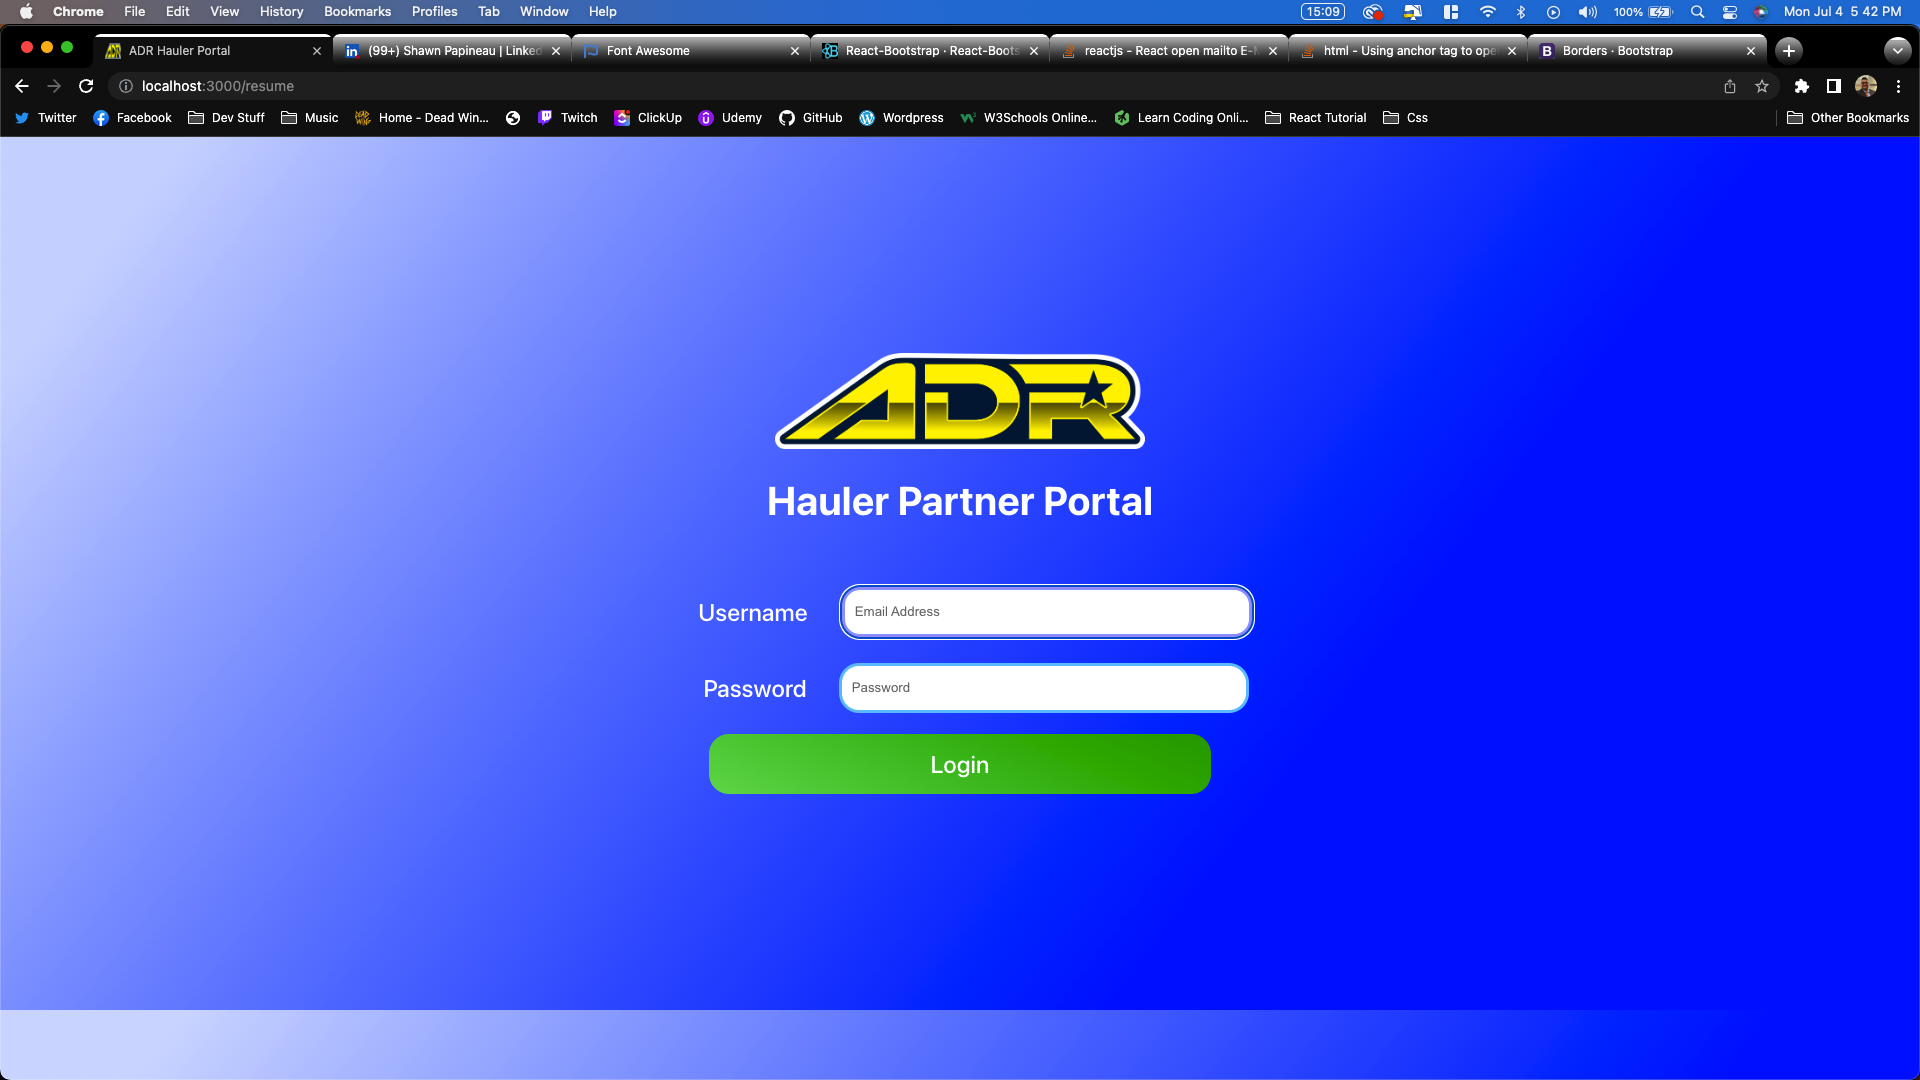 Chrome File Edit View History Bookmarks Profiles Tab Window Help 15:09 100% Mon Jul 4 5 42 PM
ADR Hauler Portal (99+) Shawn Papineau | Linked Font Awesome React-Bootstrap · React-Boots reactjs - React open mailto E-M html - Using anchor tag to ope B Borders · Bootstrap
localhost:3000/resume
Twitter Facebook Dev Stuff Music Home - Dead Win... Twitch ClickUp Udemy GitHub Wordpress W3Schools Online... Learn Coding Onli... React Tutorial Css Other Bookmarks
ADR
Hauler Partner Portal
Username Email Address
Password Password
Login